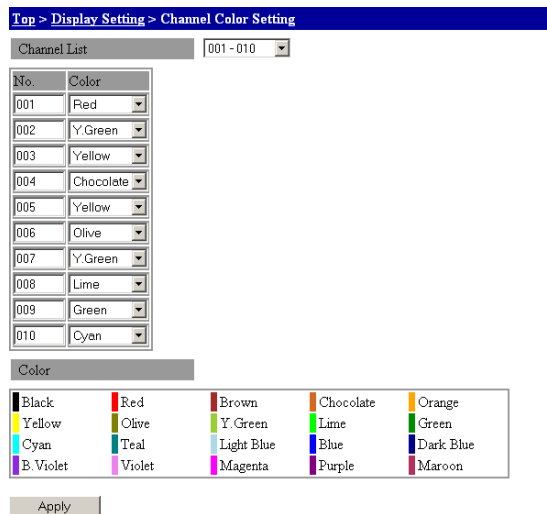 Top > Display Setting > Channel Color Setting
Channel List 001 - 010
No. Color
001 Red
002 Y.Green
003 Yellow
004 Chocolate
005 Yellow
006 Olive
007 Y.Green
008 Lime
009 Green
010 Cyan
Color
Black Red Brown Chocolate Orange
Yellow Olive Y.Green Lime Green
Cyan Teal Light Blue Blue Dark Blue
B.Violet Violet Magenta Purple Maroon
Apply